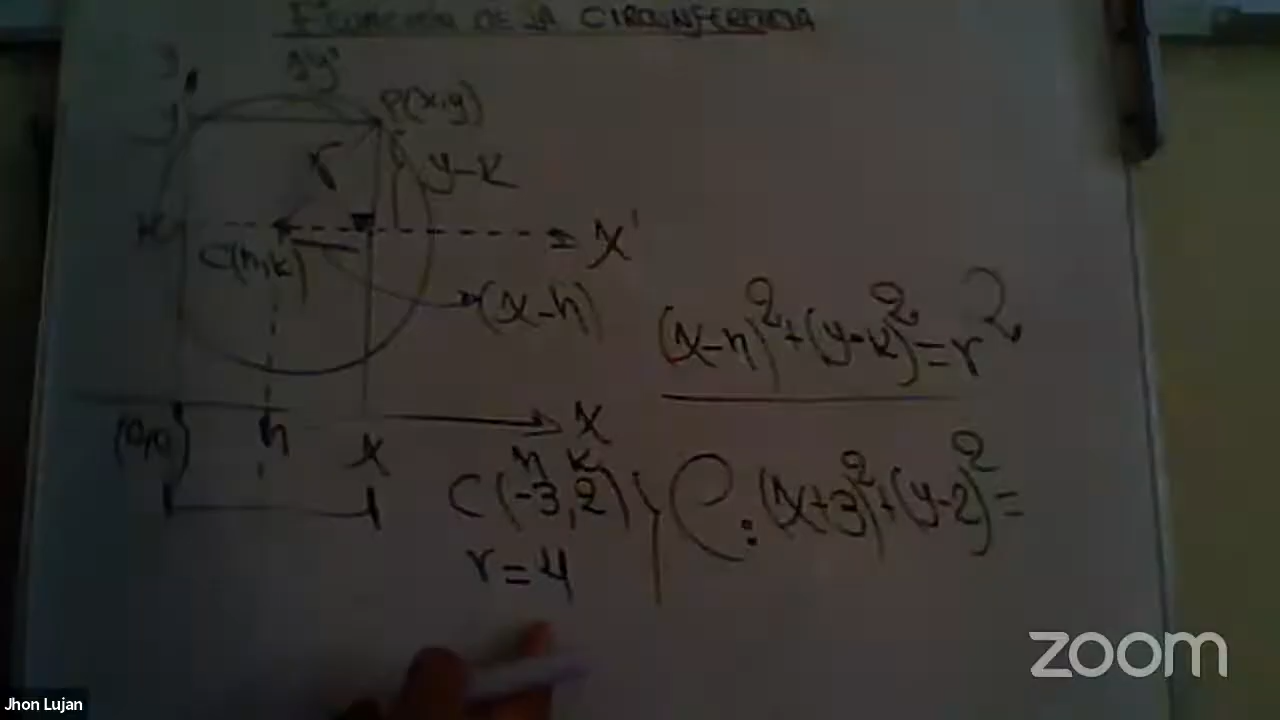 ECUACIÓN DE LA CIRCUNFERENCIA
y
y'
y
P(x,y)
r
y-k
k
x'
C(h,k)
(x-h)
(x-h)²+(y-k)²=r²
(0,0)
h
x
x
h k
C(-3,2)
C:(x+3)²+(y-2)²=
r=4
zoom
Jhon Lujan